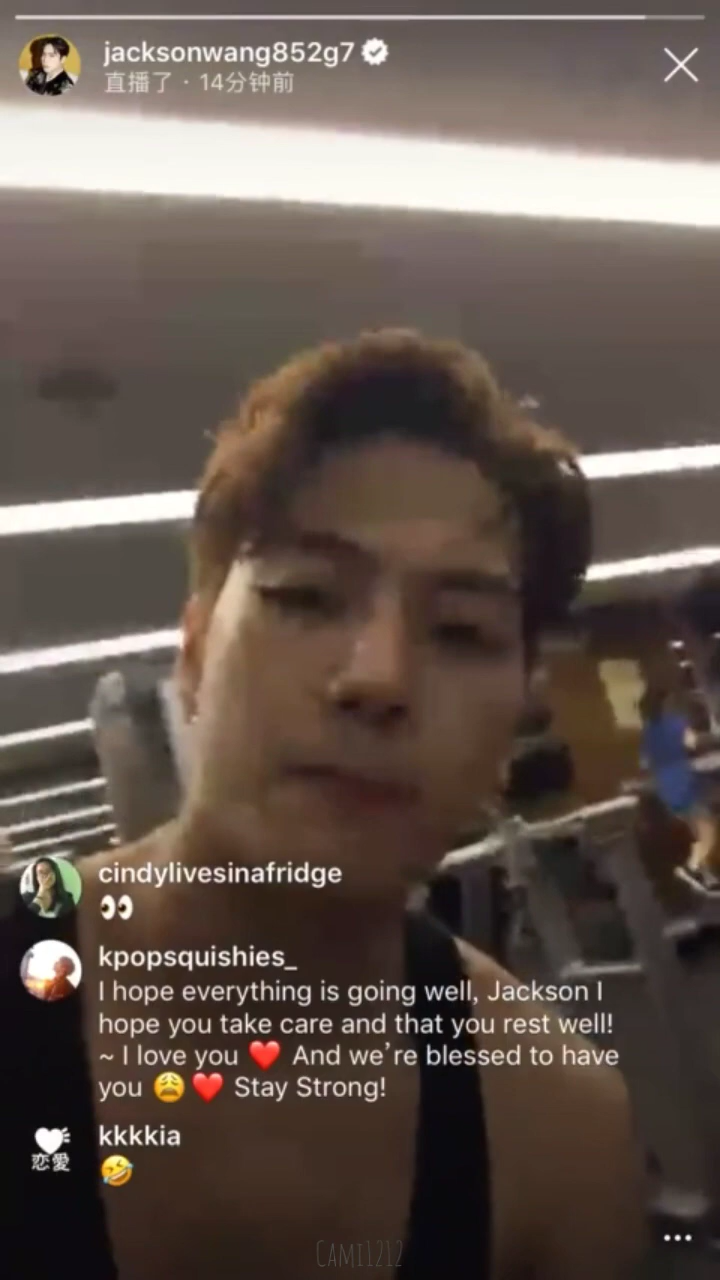 jacksonwang852g7
直播了 · 14分钟前
cindylivesinafridge
👀
kpopsquishies_
I hope everything is going well, Jackson I
hope you take care and that you rest well!
~ I love you ❤️ And we're blessed to have
you 😩❤️ Stay Strong!
恋愛
kkkkia
🤣
CAMI1212